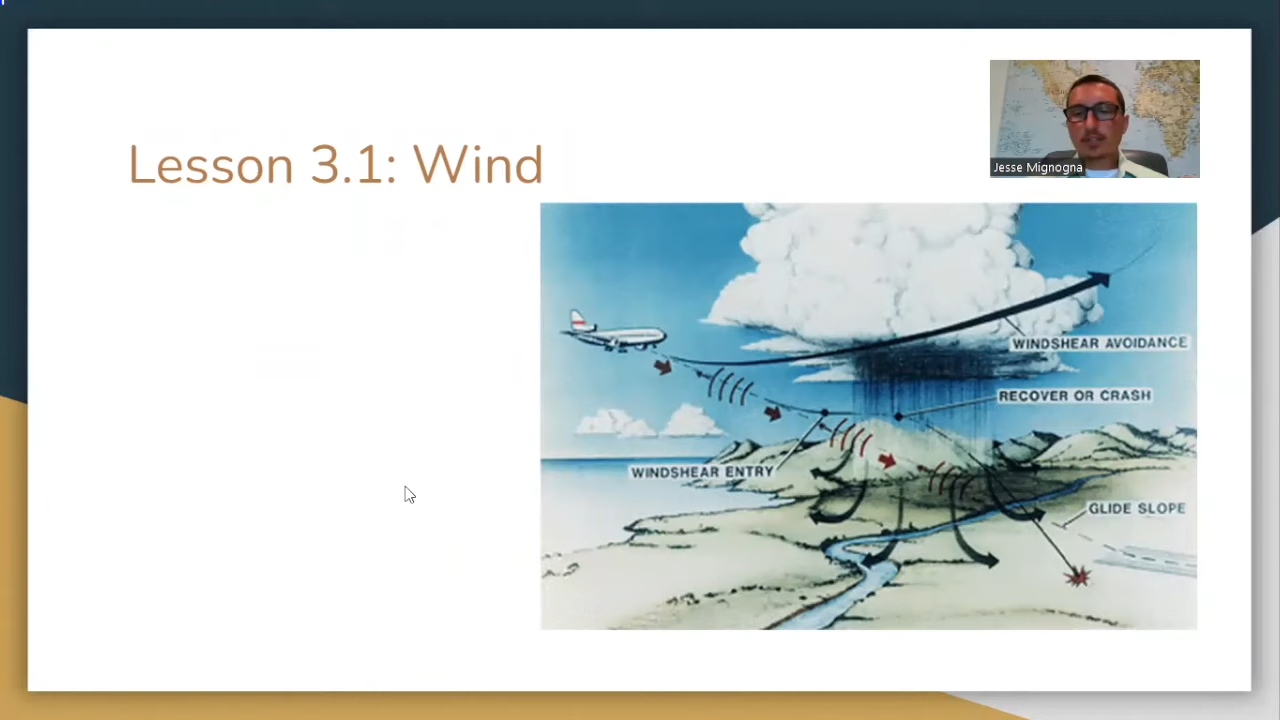 Lesson 3.1: Wind
Jesse Mignogna
WINDSHEAR AVOIDANCE
RECOVER OR CRASH
WINDSHEAR ENTRY
GLIDE SLOPE